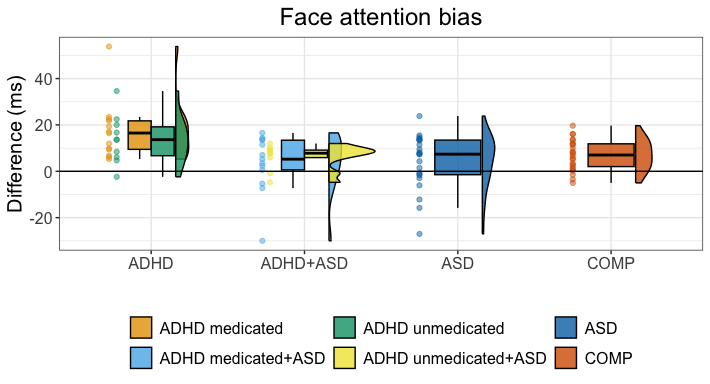 Face attention bias
Difference (ms)
40
20
0
-20
ADHD
ADHD+ASD
ASD
COMP
ADHD medicated
ADHD unmedicated
ASD
ADHD medicated+ASD
ADHD unmedicated+ASD
COMP